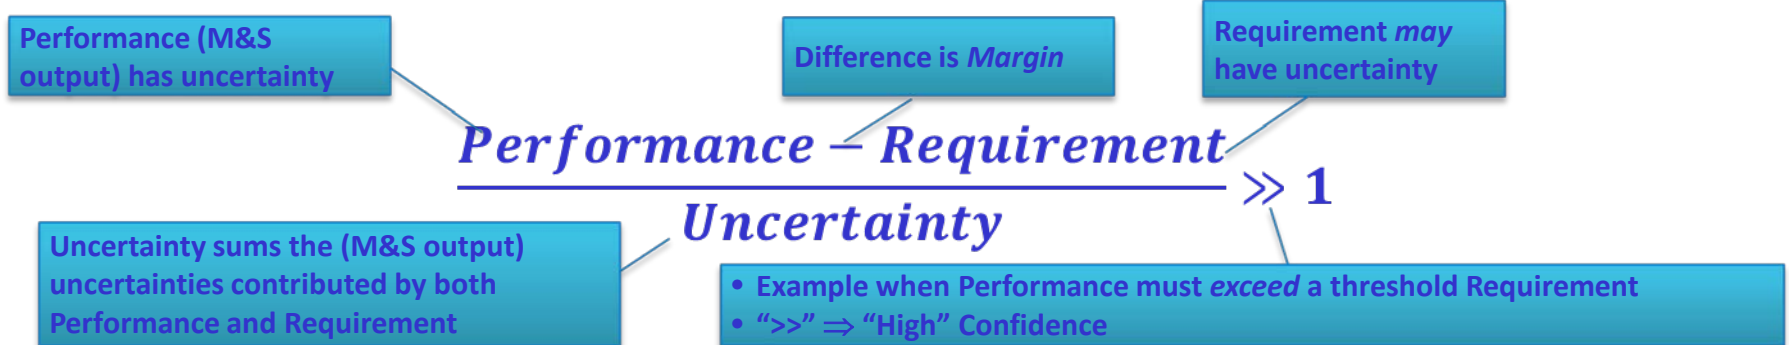 Performance (M&S
output) has uncertainty
Difference is Margin
Requirement may
have uncertainty
Performance − Requirement
Uncertainty
≫ 1
Uncertainty sums the (M&S output)
uncertainties contributed by both
Performance and Requirement
• Example when Performance must exceed a threshold Requirement
• “>>” ⇒ “High” Confidence